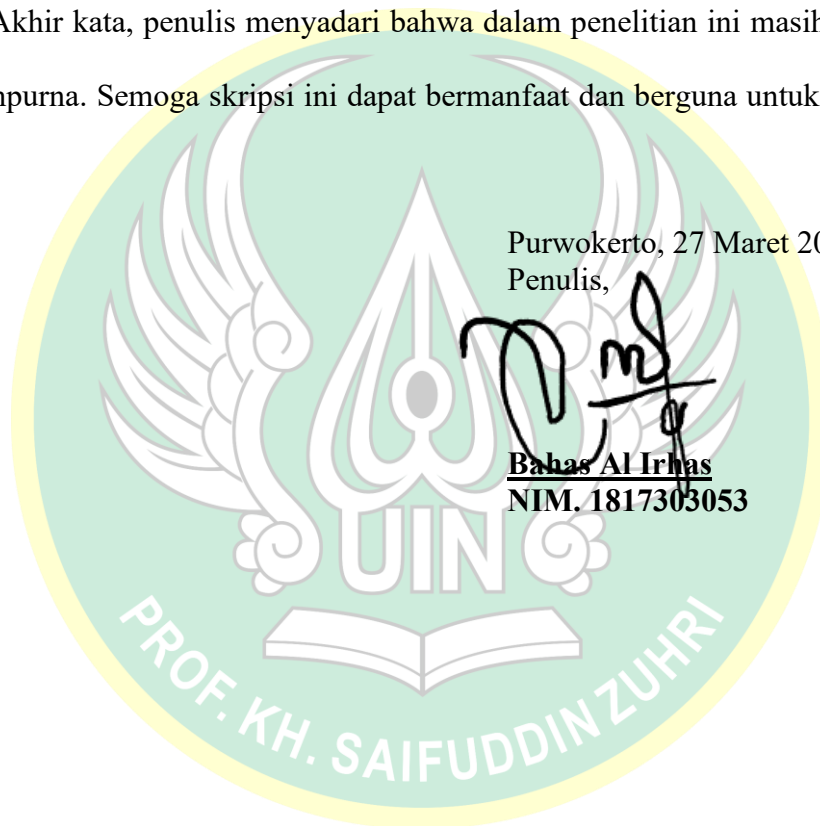 Akhir kata, penulis menyadari bahwa dalam penelitian ini masih
npurna. Semoga skripsi ini dapat bermanfaat dan berguna untuk
Purwokerto, 27 Maret 20
Penulis,
Bahas Al Irhas
NIM. 1817303053
UIN
PROF. KH. SAIFUDDIN ZUHRI